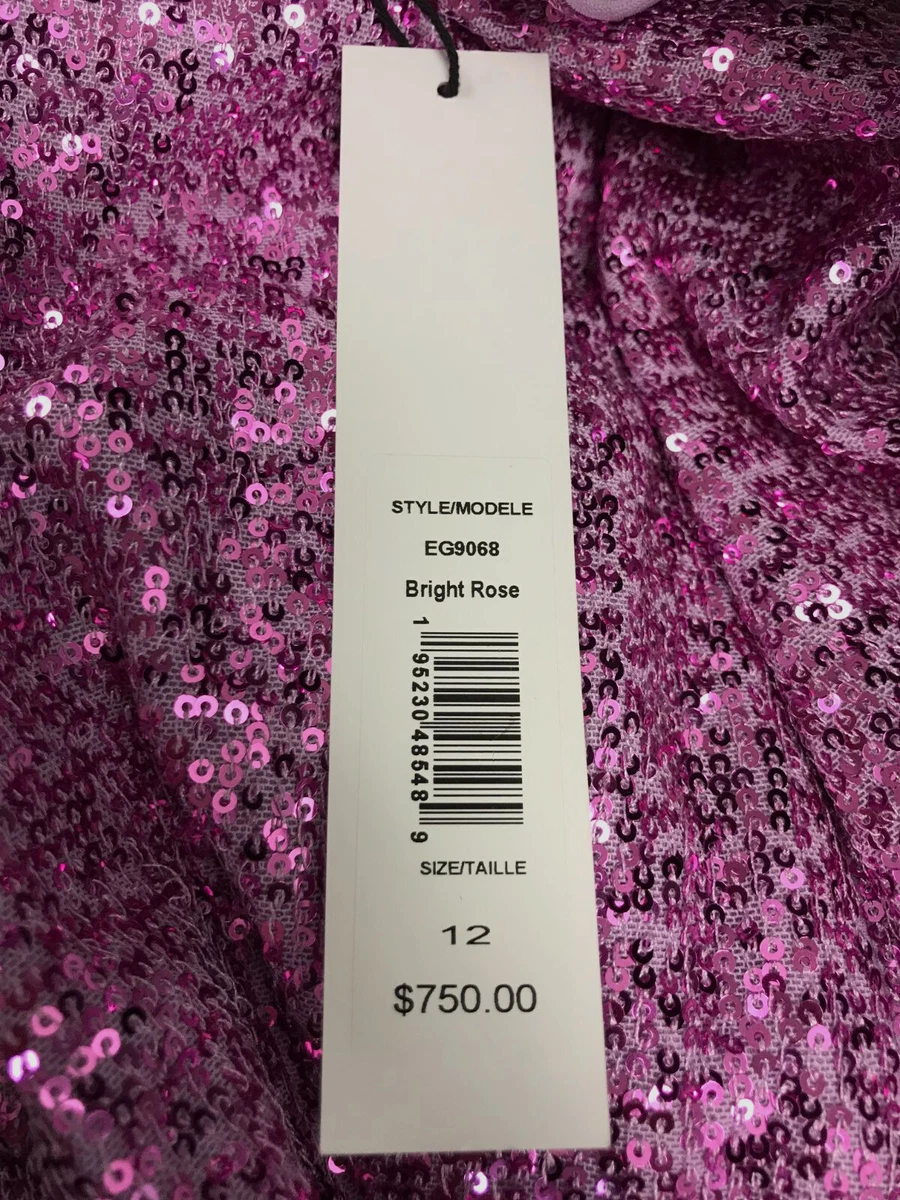 STYLE/MODELE
EG9068
Bright Rose
1 95230 48548 9
SIZE/TAILLE
12
$750.00